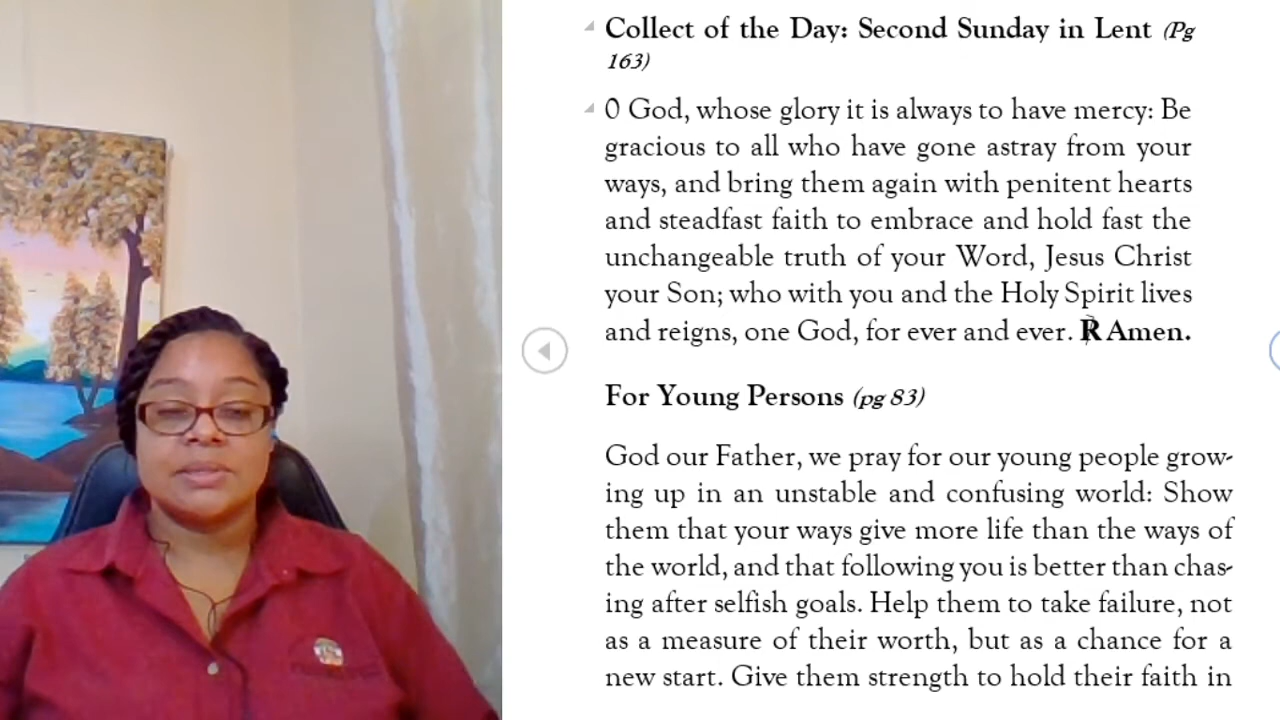 Collect of the Day: Second Sunday in Lent (Pg
163)
O God, whose glory it is always to have mercy: Be
gracious to all who have gone astray from your
ways, and bring them again with penitent hearts
and steadfast faith to embrace and hold fast the
unchangeable truth of your Word, Jesus Christ
your Son; who with you and the Holy Spirit lives
and reigns, one God, for ever and ever. ℟ Amen.
For Young Persons (pg 83)
God our Father, we pray for our young people grow-
ing up in an unstable and confusing world: Show
them that your ways give more life than the ways of
the world, and that following you is better than chas-
ing after selfish goals. Help them to take failure, not
as a measure of their worth, but as a chance for a
new start. Give them strength to hold their faith in